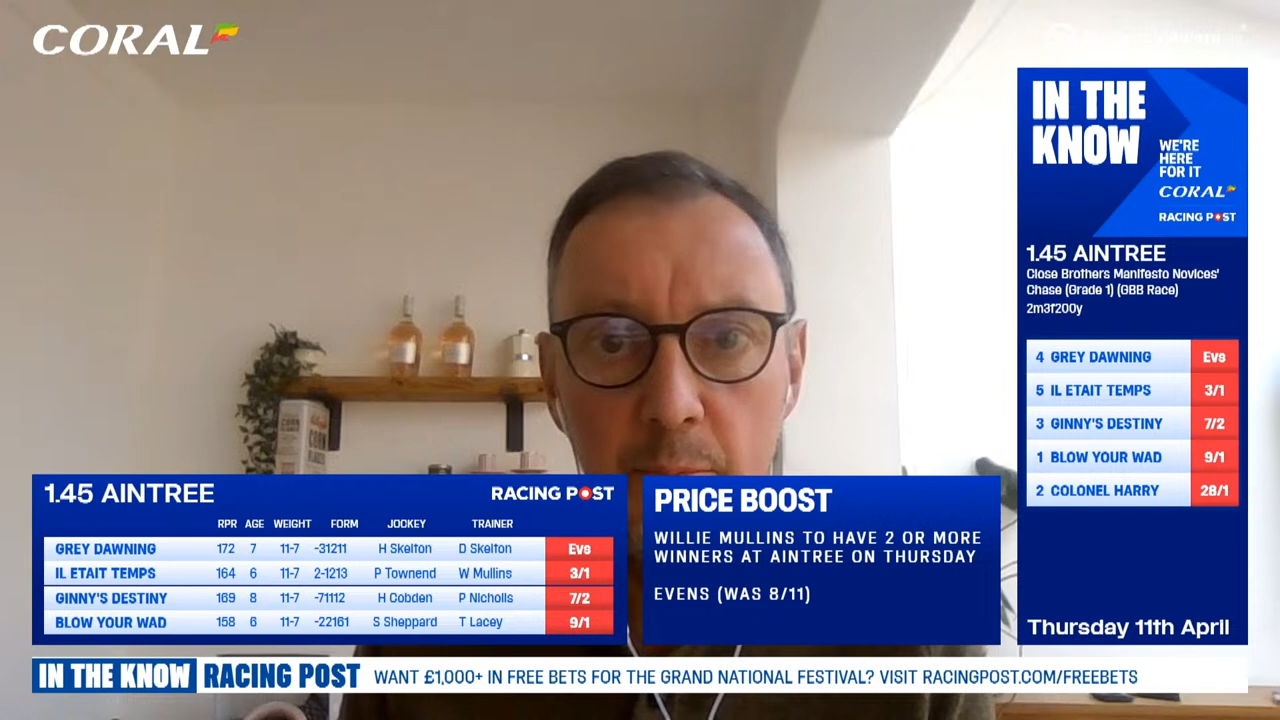 CORAL
IN THE
KNOW
WE'RE
HERE
FOR IT
CORAL
RACING POST
1.45 AINTREE
Close Brothers Manifesto Novices'
Chase (Grade 1) (GBB Race)
2m3f200y
4 GREY DAWNING Evs
5 IL ETAIT TEMPS 3/1
3 GINNY'S DESTINY 7/2
1 BLOW YOUR WAD 9/1
2 COLONEL HARRY 28/1
Thursday 11th April
1.45 AINTREE RACING POST
RPR AGE WEIGHT FORM JOCKEY TRAINER
GREY DAWNING 172 7 11-7 -31211 H Skelton D Skelton Evs
IL ETAIT TEMPS 164 6 11-7 2-1213 P Townend W Mullins 3/1
GINNY'S DESTINY 169 8 11-7 -71112 H Cobden P Nicholls 7/2
BLOW YOUR WAD 158 6 11-7 -22161 S Sheppard T Lacey 9/1
PRICE BOOST
WILLIE MULLINS TO HAVE 2 OR MORE
WINNERS AT AINTREE ON THURSDAY
EVENS (WAS 8/11)
IN THE KNOW RACING POST WANT £1,000+ IN FREE BETS FOR THE GRAND NATIONAL FESTIVAL? VISIT RACINGPOST.COM/FREEBETS
CORN